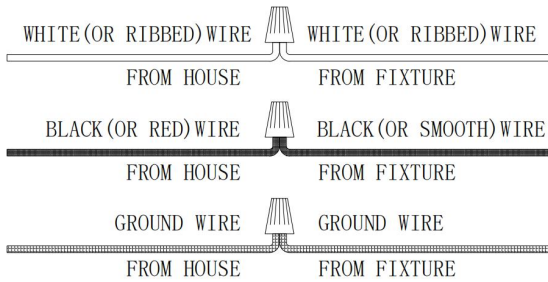 WHITE(OR RIBBED)WIRE WHITE(OR RIBBED)WIRE
FROM HOUSE FROM FIXTURE
BLACK(OR RED)WIRE BLACK(OR SMOOTH)WIRE
FROM HOUSE FROM FIXTURE
GROUND WIRE GROUND WIRE
FROM HOUSE FROM FIXTURE